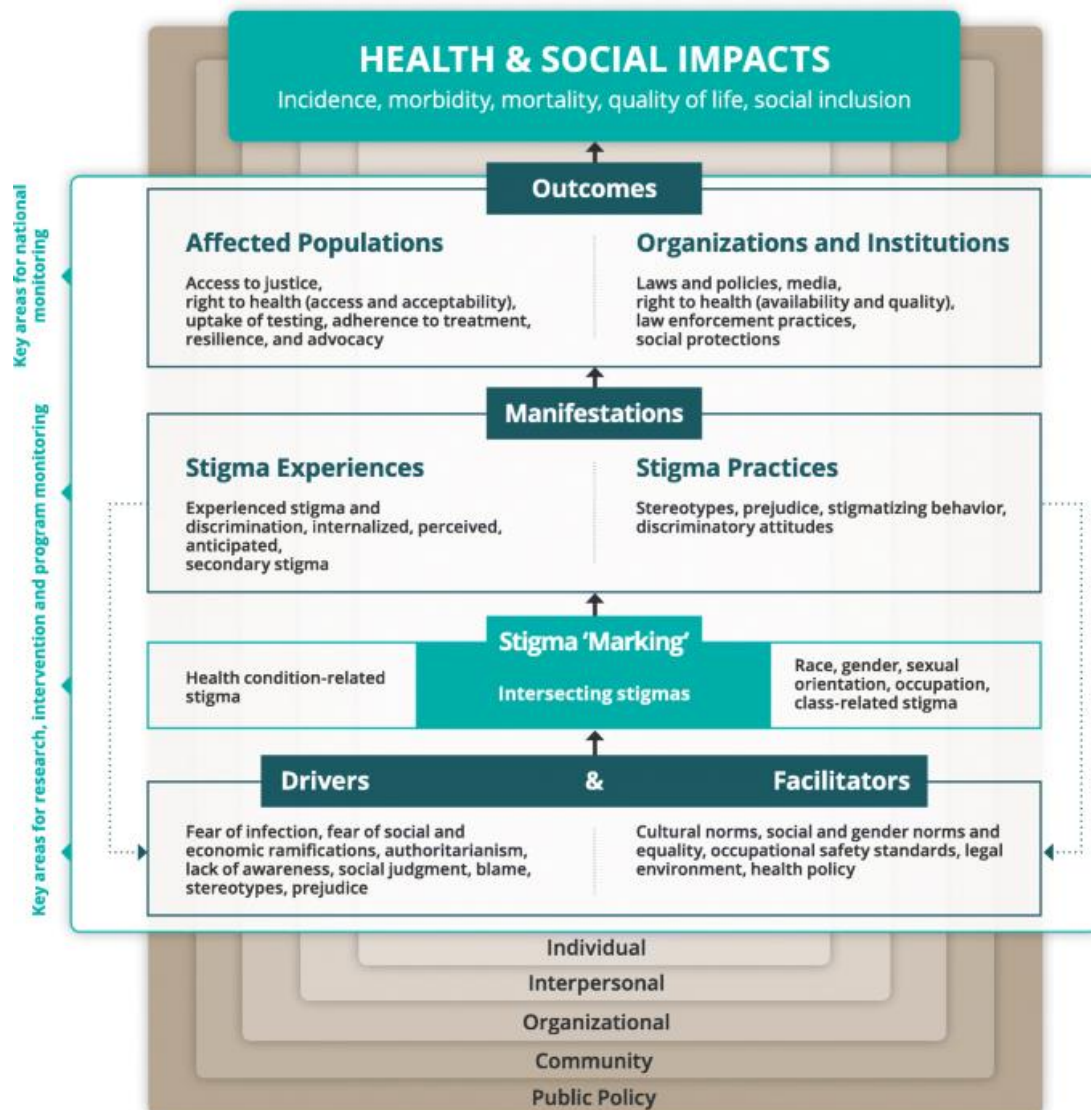 HEALTH & SOCIAL IMPACTS
Incidence, morbidity, mortality, quality of life, social inclusion
Key areas for national
monitoring
Outcomes
Affected Populations
Access to justice,
right to health (access and acceptability),
uptake of testing, adherence to treatment,
resilience, and advocacy
Organizations and Institutions
Laws and policies, media,
right to health (availability and quality),
law enforcement practices,
social protections
Key areas for research, intervention and program monitoring
Manifestations
Stigma Experiences
Experienced stigma and
discrimination, internalized, perceived,
anticipated,
secondary stigma
Stigma Practices
Stereotypes, prejudice, stigmatizing behavior,
discriminatory attitudes
Stigma ‘Marking’
Health condition-related
stigma
Intersecting stigmas
Race, gender, sexual
orientation, occupation,
class-related stigma
Drivers & Facilitators
Fear of infection, fear of social and
economic ramifications, authoritarianism,
lack of awareness, social judgment, blame,
stereotypes, prejudice
Cultural norms, social and gender norms and
equality, occupational safety standards, legal
environment, health policy
Individual
Interpersonal
Organizational
Community
Public Policy